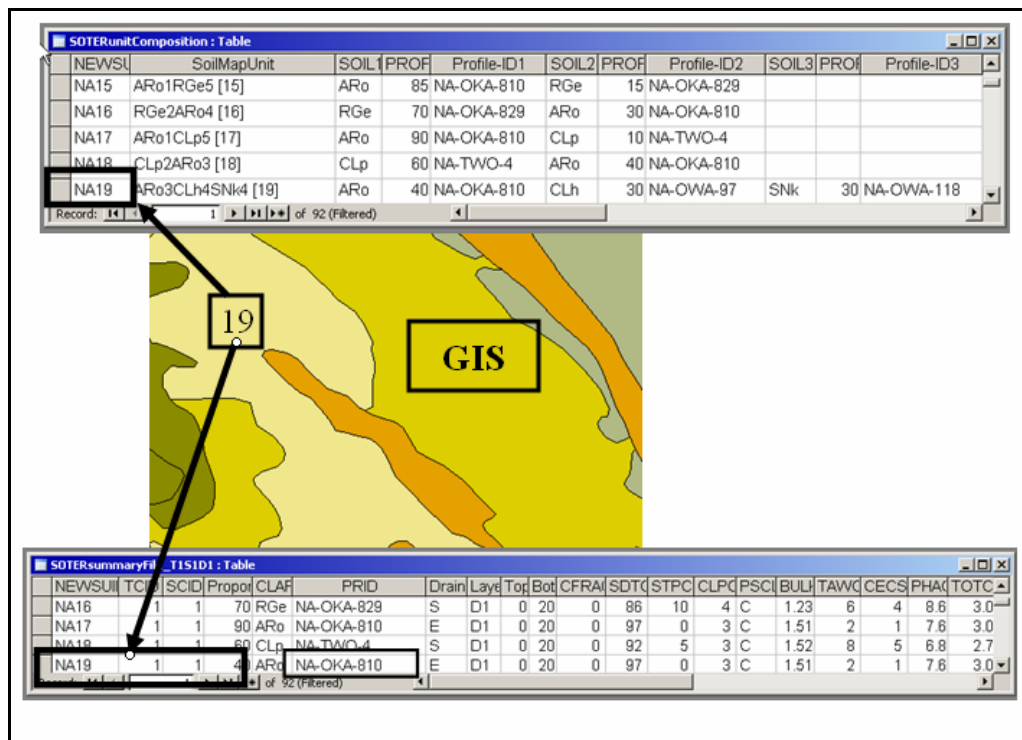 SOTERunitComposition : Table
NEWSU SoilMapUnit SOIL1 PROF Profile-ID1 SOIL2 PROF Profile-ID2 SOIL3 PROF Profile-ID3
NA15 ARo1RGe5 [15] ARo 85 NA-OKA-810 RGe 15 NA-OKA-829
NA16 RGe2ARo4 [16] RGe 70 NA-OKA-829 ARo 30 NA-OKA-810
NA17 ARo1CLp5 [17] ARo 90 NA-OKA-810 CLp 10 NA-TWO-4
NA18 CLp2ARo3 [18] CLp 60 NA-TWO-4 ARo 40 NA-OKA-810
NA19 ARo3CLh4SNk4 [19] ARo 40 NA-OKA-810 CLh 30 NA-OWA-97 SNk 30 NA-OWA-118
Record: 1 of 92 (Filtered)
19
GIS
SOTERsummaryFil _T1S1D1 : Table
NEWSUI SCID Propor CLAF PRID Drain Laye Top Bot CFRA SDTC STPC CLPC PSCI BULK TAWC CECS PHAC TOTC
NA16 1 1 70 RGe NA-OKA-829 S D1 0 20 0 86 10 4 C 1.23 6 4 8.6 3.0
NA17 1 1 90 ARo NA-OKA-810 E D1 0 20 0 97 0 3 C 1.51 2 1 7.6 3.0
NA18 1 1 60 CLp NA-TWO-4 S D1 0 20 0 92 5 3 C 1.52 8 5 6.8 2.7
NA19 1 1 40 ARo NA-OKA-810 E D1 0 20 0 97 0 3 C 1.51 2 1 7.6 3.0
of 92 (Filtered)